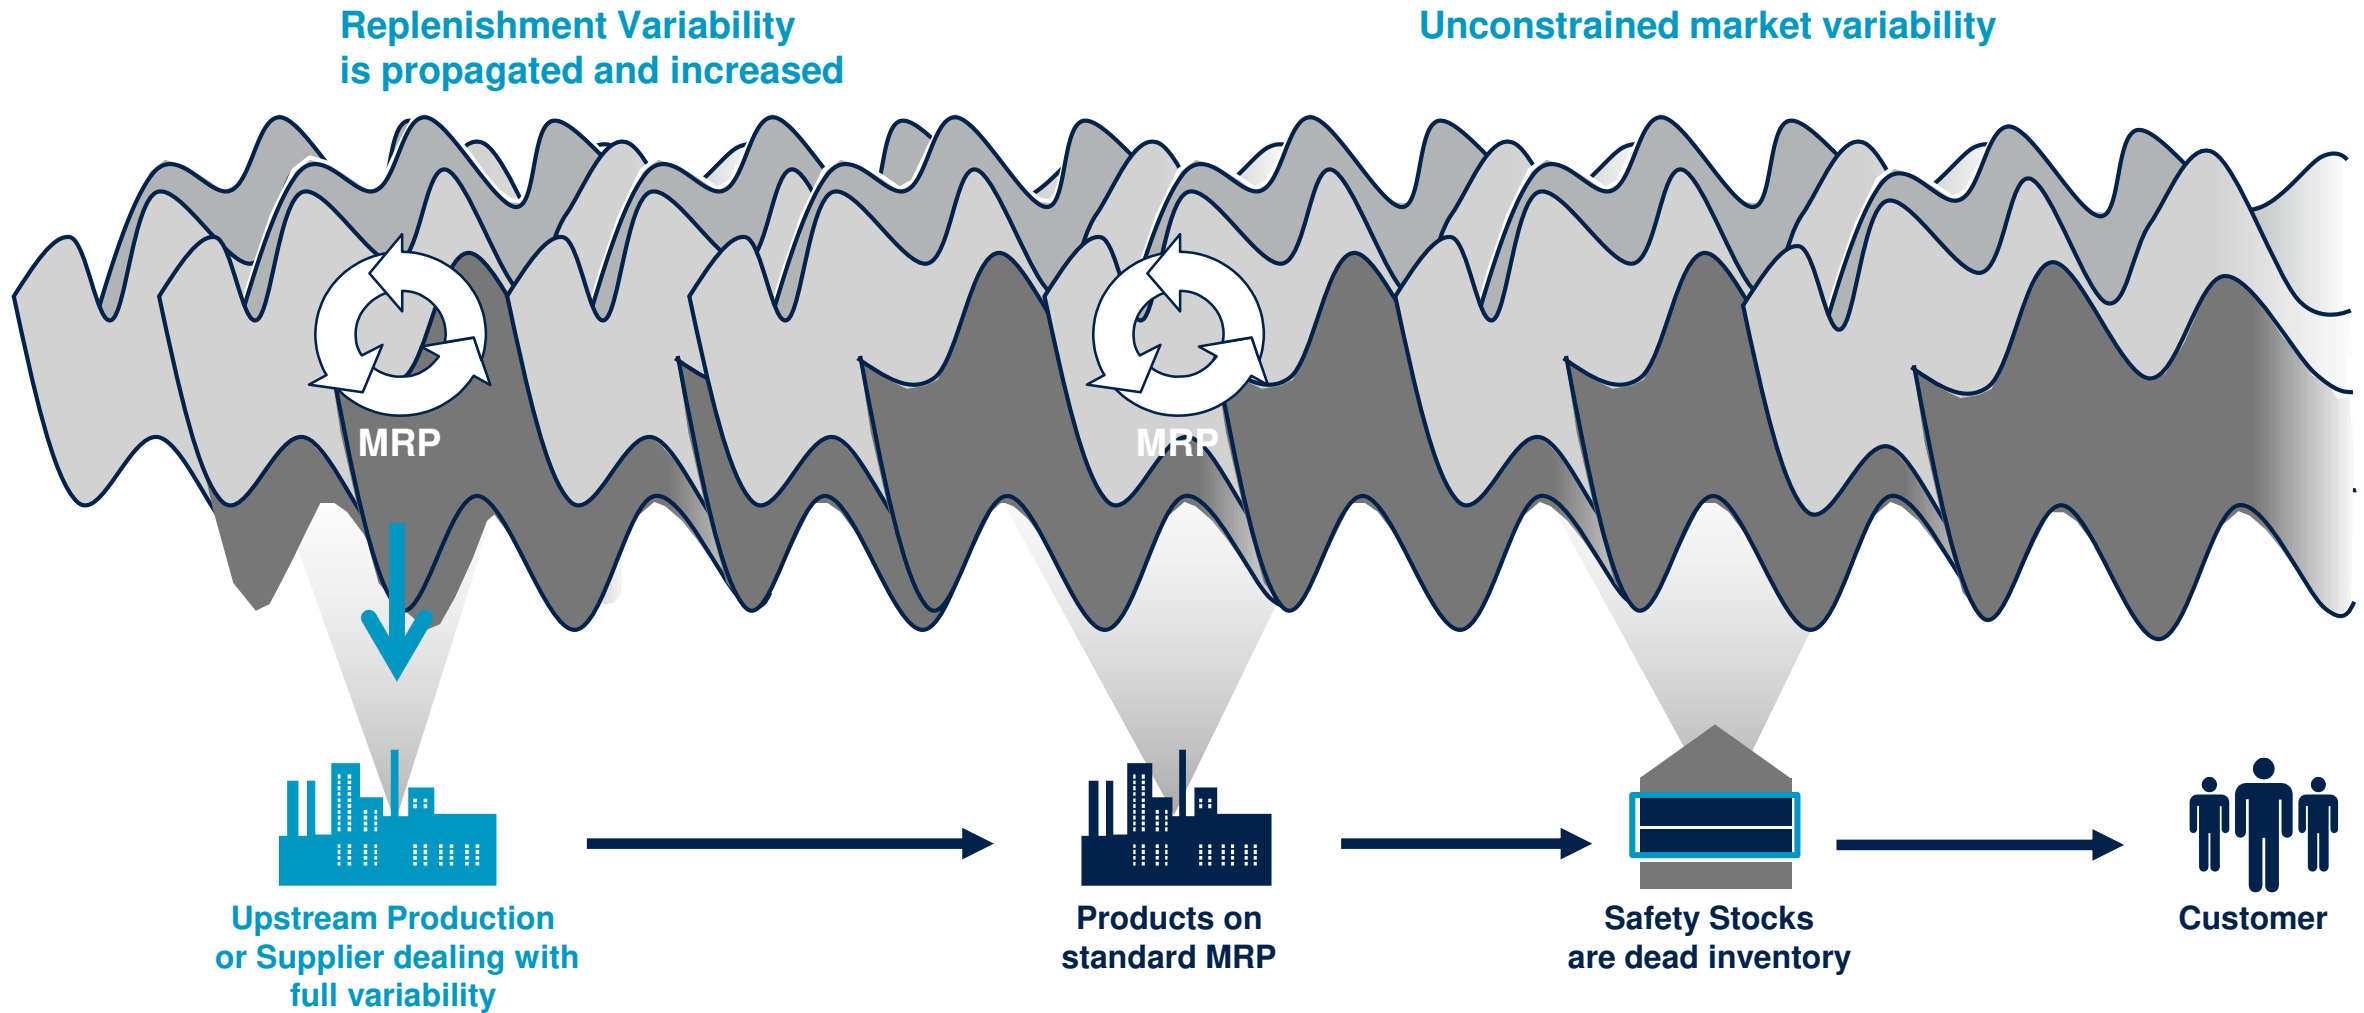 Replenishment Variability
is propagated and increased
Unconstrained market variability
MRP
MRP
Upstream Production
or Supplier dealing with
full variability
Products on
standard MRP
Safety Stocks
are dead inventory
Customer